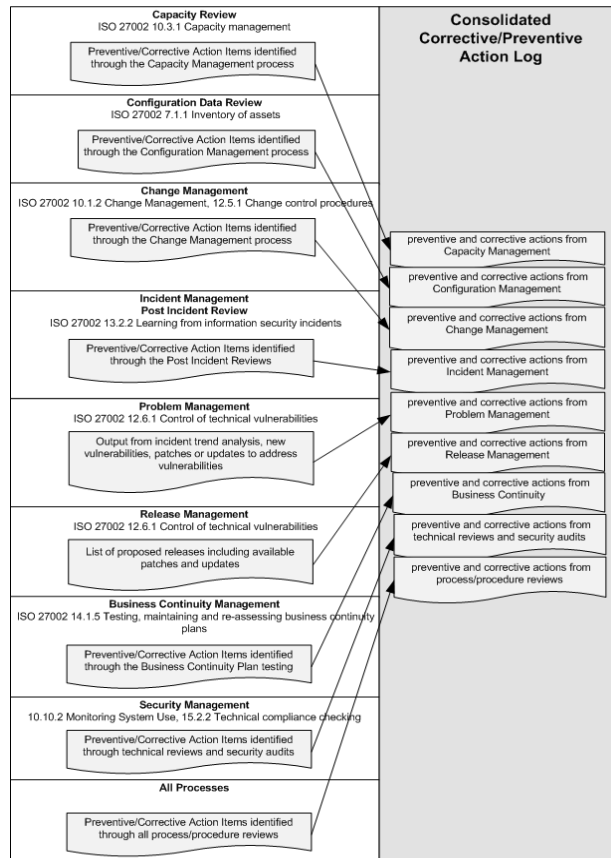 Capacity Review
ISO 27002 10.3.1 Capacity management
Preventive/Corrective Action Items identified
through the Capacity Management process
Configuration Data Review
ISO 27002 7.1.1 Inventory of assets
Preventive/Corrective Action Items identified
through the Configuration Management
process
Change Management
ISO 27002 10.1.2 Change Management, 12.5.1 Change control procedures
Preventive/Corrective Action Items identified
through the Change Management process
Incident Management
Post Incident Review
ISO 27002 13.2.2 Learning from information security incidents
Preventive/Corrective Action Items identified
through the Post Incident Reviews
Problem Management
ISO 27002 12.6.1 Control of technical vulnerabilities
Output from incident trend analysis, new
vulnerabilities, patches or updates to address
vulnerabilities
Release Management
ISO 27002 12.6.1 Control of technical vulnerabilities
List of proposed releases including available
patches and updates
Business Continuity Management
ISO 27002 14.1.5 Testing, maintaining and re-assessing business continuity
plans
Preventive/Corrective Action Items identified
through the Business Continuity Plan testing
Security Management
10.10.2 Monitoring System Use, 15.2.2 Technical compliance checking
Preventive/Corrective Action Items identified
through technical reviews and security audits
All Processes
Preventive/Corrective Action Items identified
through all process/procedure reviews
Consolidated
Corrective/Preventive
Action Log
preventive and corrective actions from
Capacity Management
preventive and corrective actions from
Configuration Management
preventive and corrective actions from
Change Management
preventive and corrective actions from
Incident Management
preventive and corrective actions from
Problem Management
preventive and corrective actions from
Release Management
preventive and corrective actions from
Business Continuity
preventive and corrective actions from
technical reviews and security audits
preventive and corrective actions from
process/procedure reviews